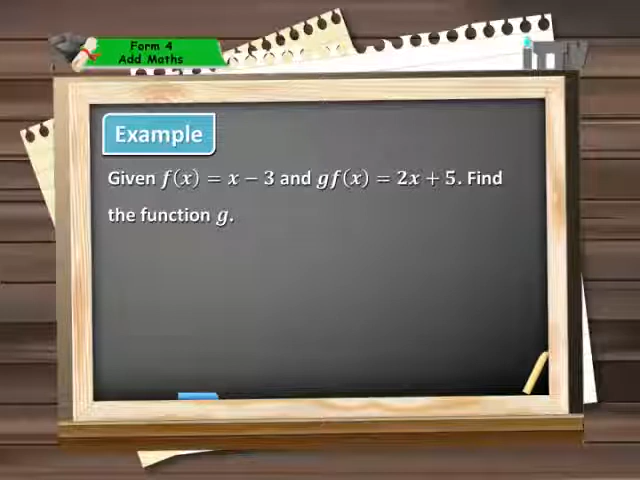 Form 4
Add Maths
Example
Given f(x) = x − 3 and gf(x) = 2x + 5. Find
the function g.